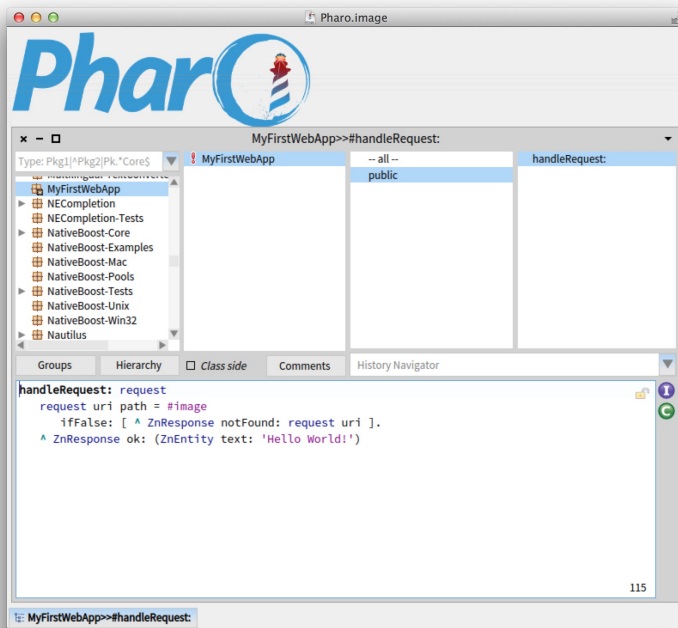 Pharo.image
Pharo
MyFirstWebApp>>#handleRequest:
Type: Pkg1|^Pkg2|Pk.*Core$
MyFirstWebApp
NECompletion
NECompletion-Tests
NativeBoost-Core
NativeBoost-Examples
NativeBoost-Mac
NativeBoost-Pools
NativeBoost-Tests
NativeBoost-Unix
NativeBoost-Win32
Nautilus
MyFirstWebApp
-- all --
public
handleRequest:
Groups Hierarchy Class side Comments History Navigator
handleRequest: request
request uri path = #image
ifFalse: [ ^ ZnResponse notFound: request uri ].
^ ZnResponse ok: (ZnEntity text: 'Hello World!')
I
C
115
MyFirstWebApp>>#handleRequest: